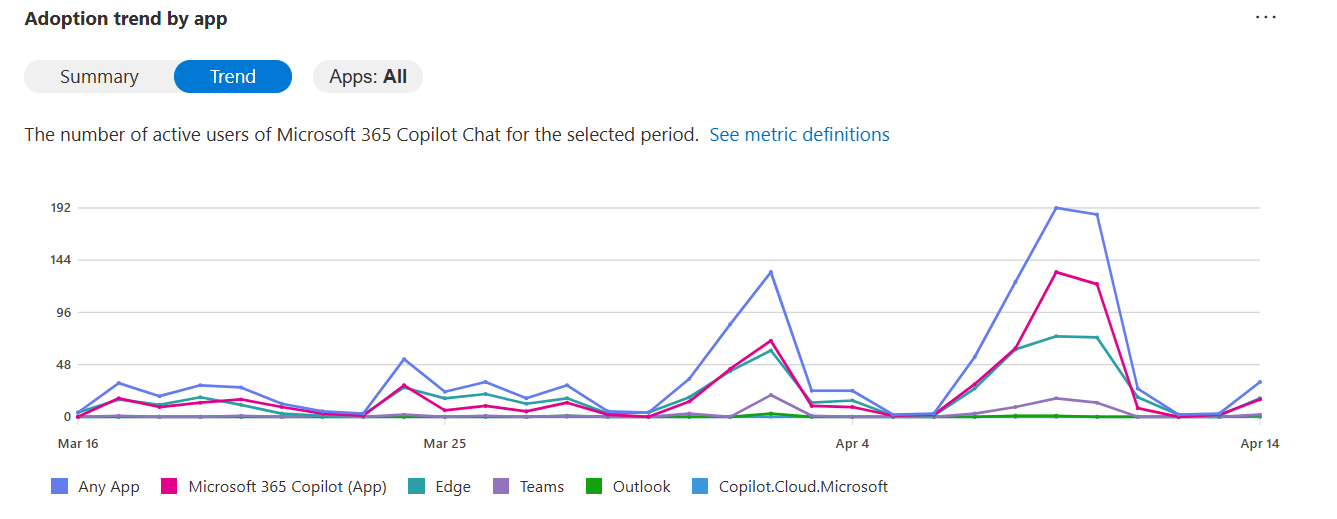 Adoption trend by app
...
Summary Trend Apps: All
The number of active users of Microsoft 365 Copilot Chat for the selected period. See metric definitions
192
144
96
48
0
Mar 16 Mar 25 Apr 4 Apr 14
Any App Microsoft 365 Copilot (App) Edge Teams Outlook Copilot.Cloud.Microsoft